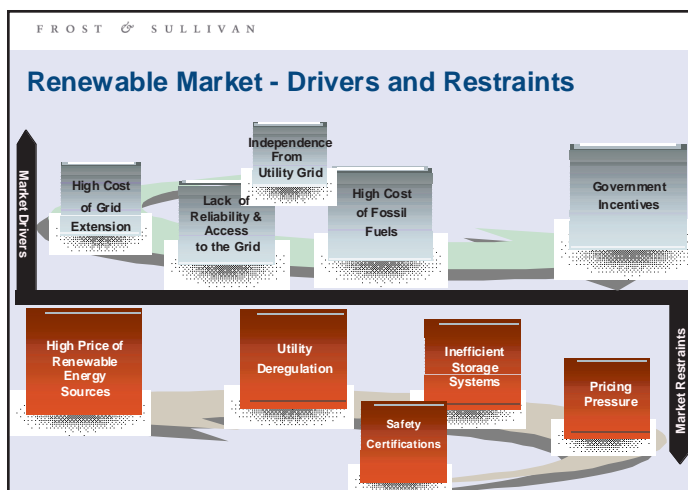 FROST & SULLIVAN
Renewable Market - Drivers and Restraints
Market Drivers
High Cost
of Grid
Extension
Lack of
Reliability &
Access
to the Grid
Independence
From
Utility Grid
High Cost
of Fossil
Fuels
Government
Incentives
High Price of
Renewable
Energy
Sources
Utility
Deregulation
Inefficient
Storage
Systems
Safety
Certifications
Pricing
Pressure
Market Restraints